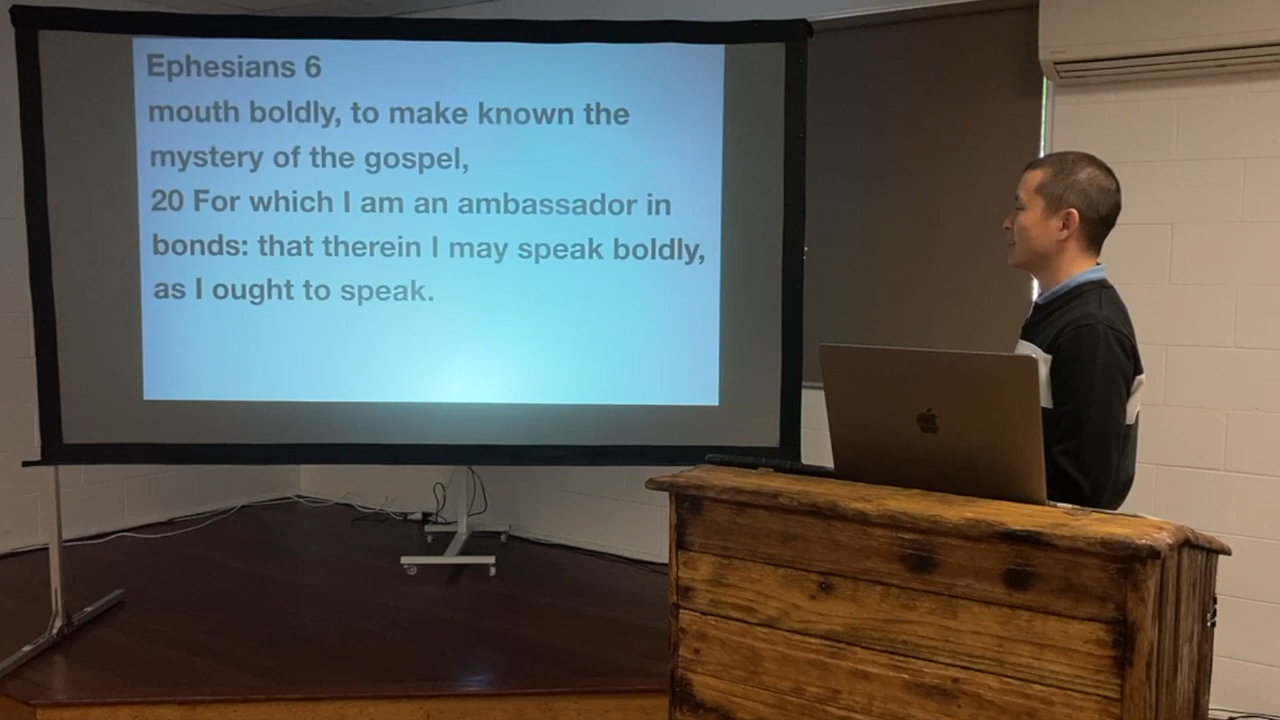 Ephesians 6
mouth boldly, to make known the
mystery of the gospel,
20 For which I am an ambassador in
bonds: that therein I may speak boldly,
as I ought to speak.